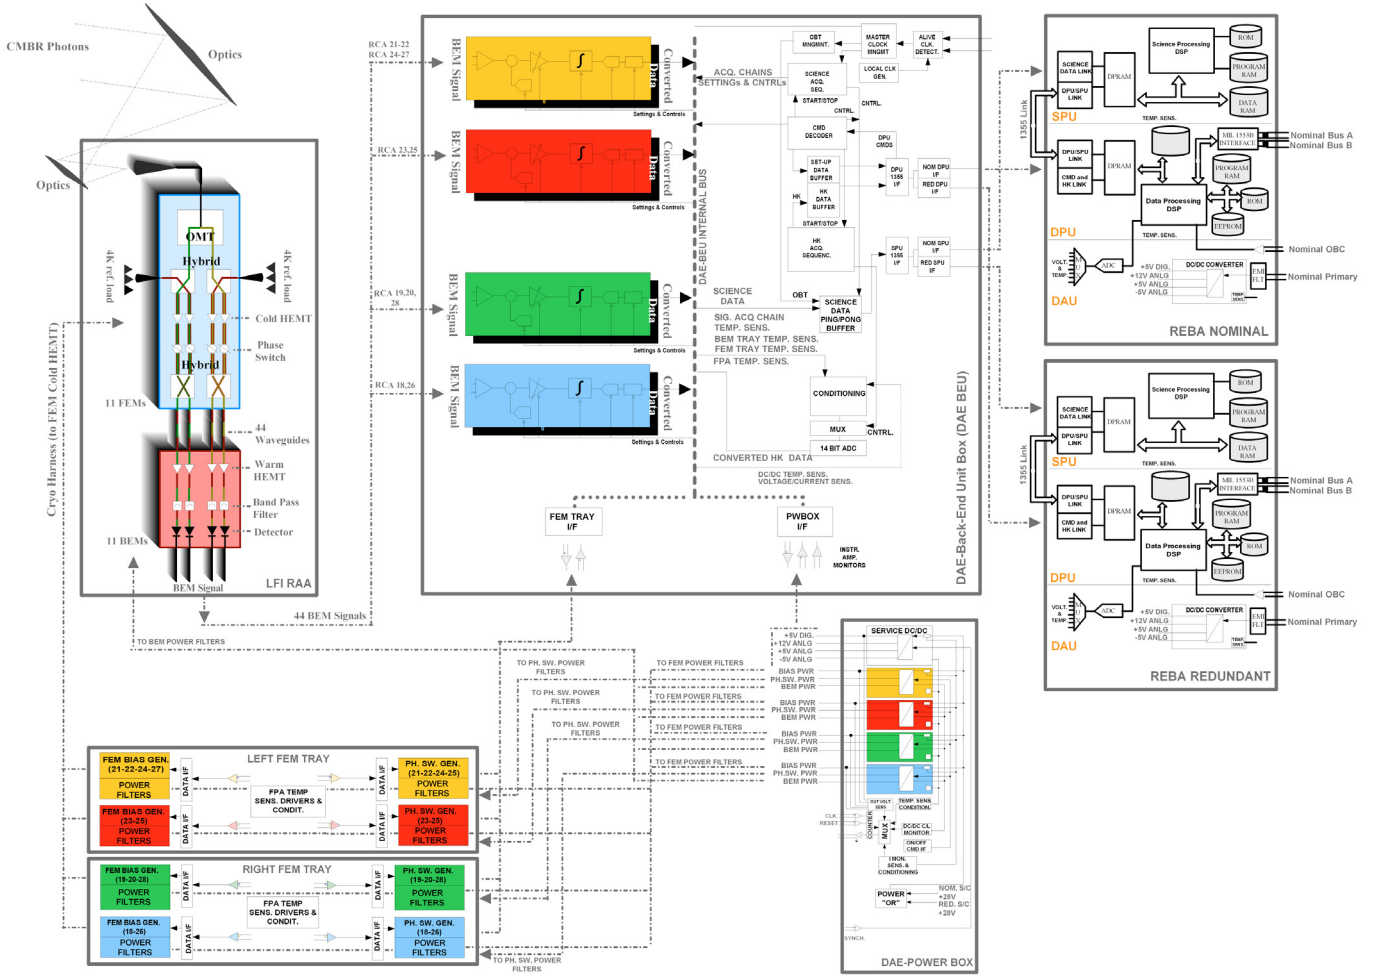 CMBR Photons
Optics
Optics
OMT
Hybrid
4K ref. load
4K ref. load
Cold HEMT
Phase
Switch
Hybrid
11 FEMs
44
Waveguides
Warm
HEMT
Band Pass
Filter
Detector
11 BEMs
BEM Signal
LFI RAA
Cryo Harness (to FEM Cold HEMT)
44 BEM Signals
TO BEM POWER FILTERS
RCA 21-22
RCA 24-27
BEM Signal
Converted
Data
Settings & Controls
RCA 23,25
BEM Signal
Converted
Data
Settings & Controls
RCA 19,20,
28
BEM Signal
Converted
Data
Settings & Controls
RCA 18,26
BEM Signal
Converted
Data
Settings & Controls
DAE-BEU INTERNAL BUS
ACQ. CHAINS
SETTINGS & CNTRLS
OBT
MNGMNT.
MASTER
CLOCK
MNGMT
ALIVE
CLK.
DETECT.
LOCAL CLK
GEN.
SCIENCE
ACQ
SEQ.
START/STOP
CNTRL.
CNTRL.
CMD
DECODER
DPU
CMDS
SET-UP
DATA
BUFFER
HK
HK
DATA
BUFFER
START/STOP
HK
ACQ.
SEQUENC.
DPU
1355
I/F
NOM DPU
I/F
RED DPU
I/F
SPU
1355
I/F
NOM SPU
I/F
RED SPU
I/F
OBT
SCIENCE
DATA
PING/PONG
BUFFER
SCIENCE
DATA
SIG. ACQ CHAIN
TEMP. SENS.
BEM TRAY TEMP. SENS.
FEM TRAY TEMP. SENS.
FPA TEMP. SENS.
CONDITIONING
MUX
CNTRL.
14 BIT ADC
CONVERTED HK DATA
DC/DC TEMP. SENS.
VOLTAGE/CURRENT SENS.
FEM TRAY
I/F
PWBOX
I/F
INSTR.
AMP.
MONITORS
DAE-Back-End Unit Box (DAE BEU)
1355 Link
SCIENCE
DATA LINK
DPU/SPU
LINK
DPRAM
SPU
Science Processing
DSP
ROM
PROGRAM
RAM
DATA
RAM
TEMP. SENS.
DPU/SPU
LINK
CMD and
HK LINK
DPRAM
DPU
MIL 1553B
INTERFACE
Nominal Bus A
Nominal Bus B
PROGRAM
RAM
ROM
EEPROM
Data Processing
DSP
TEMP. SENS.
VOLT.
&
TEMP.
MUX
ADC
DAU
DC/DC CONVERTER
+5V DIG.
+12V ANLG
+5V ANLG
-5V ANLG
TEMP.
SENS.
EMI
FLT
Nominal OBC
Nominal Primary
REBA NOMINAL
1355 Link
SCIENCE
DATA LINK
DPU/SPU
LINK
DPRAM
SPU
Science Processing
DSP
ROM
PROGRAM
RAM
DATA
RAM
TEMP. SENS.
DPU/SPU
LINK
CMD and
HK LINK
DPRAM
DPU
MIL 1553B
INTERFACE
Nominal Bus A
Nominal Bus B
PROGRAM
RAM
ROM
EEPROM
Data Processing
DSP
TEMP. SENS.
VOLT.
&
TEMP
MUX
ADC
DAU
DC/DC CONVERTER
+5V DIG.
+12V ANLG
+5V ANLG
-5V ANLG
TEMP.
SENS.
EMI
FLT
Nominal OBC
Nominal Primary
REBA REDUNDANT
TO PH. SW. POWER
FILTERS
TO PH. SW. POWER
FILTERS
TO PH. SW. POWER
FILTERS
TO PH. SW. POWER
FILTERS
TO FEM POWER FILTERS
TO FEM POWER FILTERS
TO FEM POWER FILTERS
TO FEM POWER FILTERS
+5V DIG.
+12V ANLG
+5V ANLG
-5V ANLG
BIAS PWR
PH.SW. PWR
BEM PWR
BIAS PWR
PH.SW. PWR
BEM PWR
BIAS PWR
PH.SW. PWR
BEM PWR
BIAS PWR
PH.SW. PWR
BEM PWR
SERVICE DC/DC
OUT VOLT.
SENS
TEMP. SENS
CONDITION.
CLK
RESET
COUNTER
MUX
DC/DC C/L
MONITOR.
ON/OFF
CMD I/F
TMON.
SENS. &
CONDITIONING
POWER
"OR"
NOM. S/C
+28V
RED. S/C
+28V
SYNCH.
DAE-POWER BOX
LEFT FEM TRAY
FEM BIAS GEN.
(21-22-24-27)
POWER
FILTERS
DATA I/F
FPA TEMP
SENS. DRIVERS &
CONDIT.
DATA I/F
PH. SW. GEN.
(21-22-24-25)
POWER
FILTERS
FEM BIAS GEN.
(23-25)
POWER
FILTERS
DATA I/F
DATA I/F
PH. SW. GEN.
(23-25)
POWER
FILTERS
RIGHT FEM TRAY
FEM BIAS GEN.
(19-20-28)
POWER
FILTERS
DATA I/F
FPA TEMP
SENS. DRIVERS &
CONDIT.
DATA I/F
PH. SW. GEN.
(19-20-28)
POWER
FILTERS
FEM BIAS GEN.
(18-26)
POWER
FILTERS
DATA I/F
DATA I/F
PH. SW. GEN.
(18-26)
POWER
FILTERS